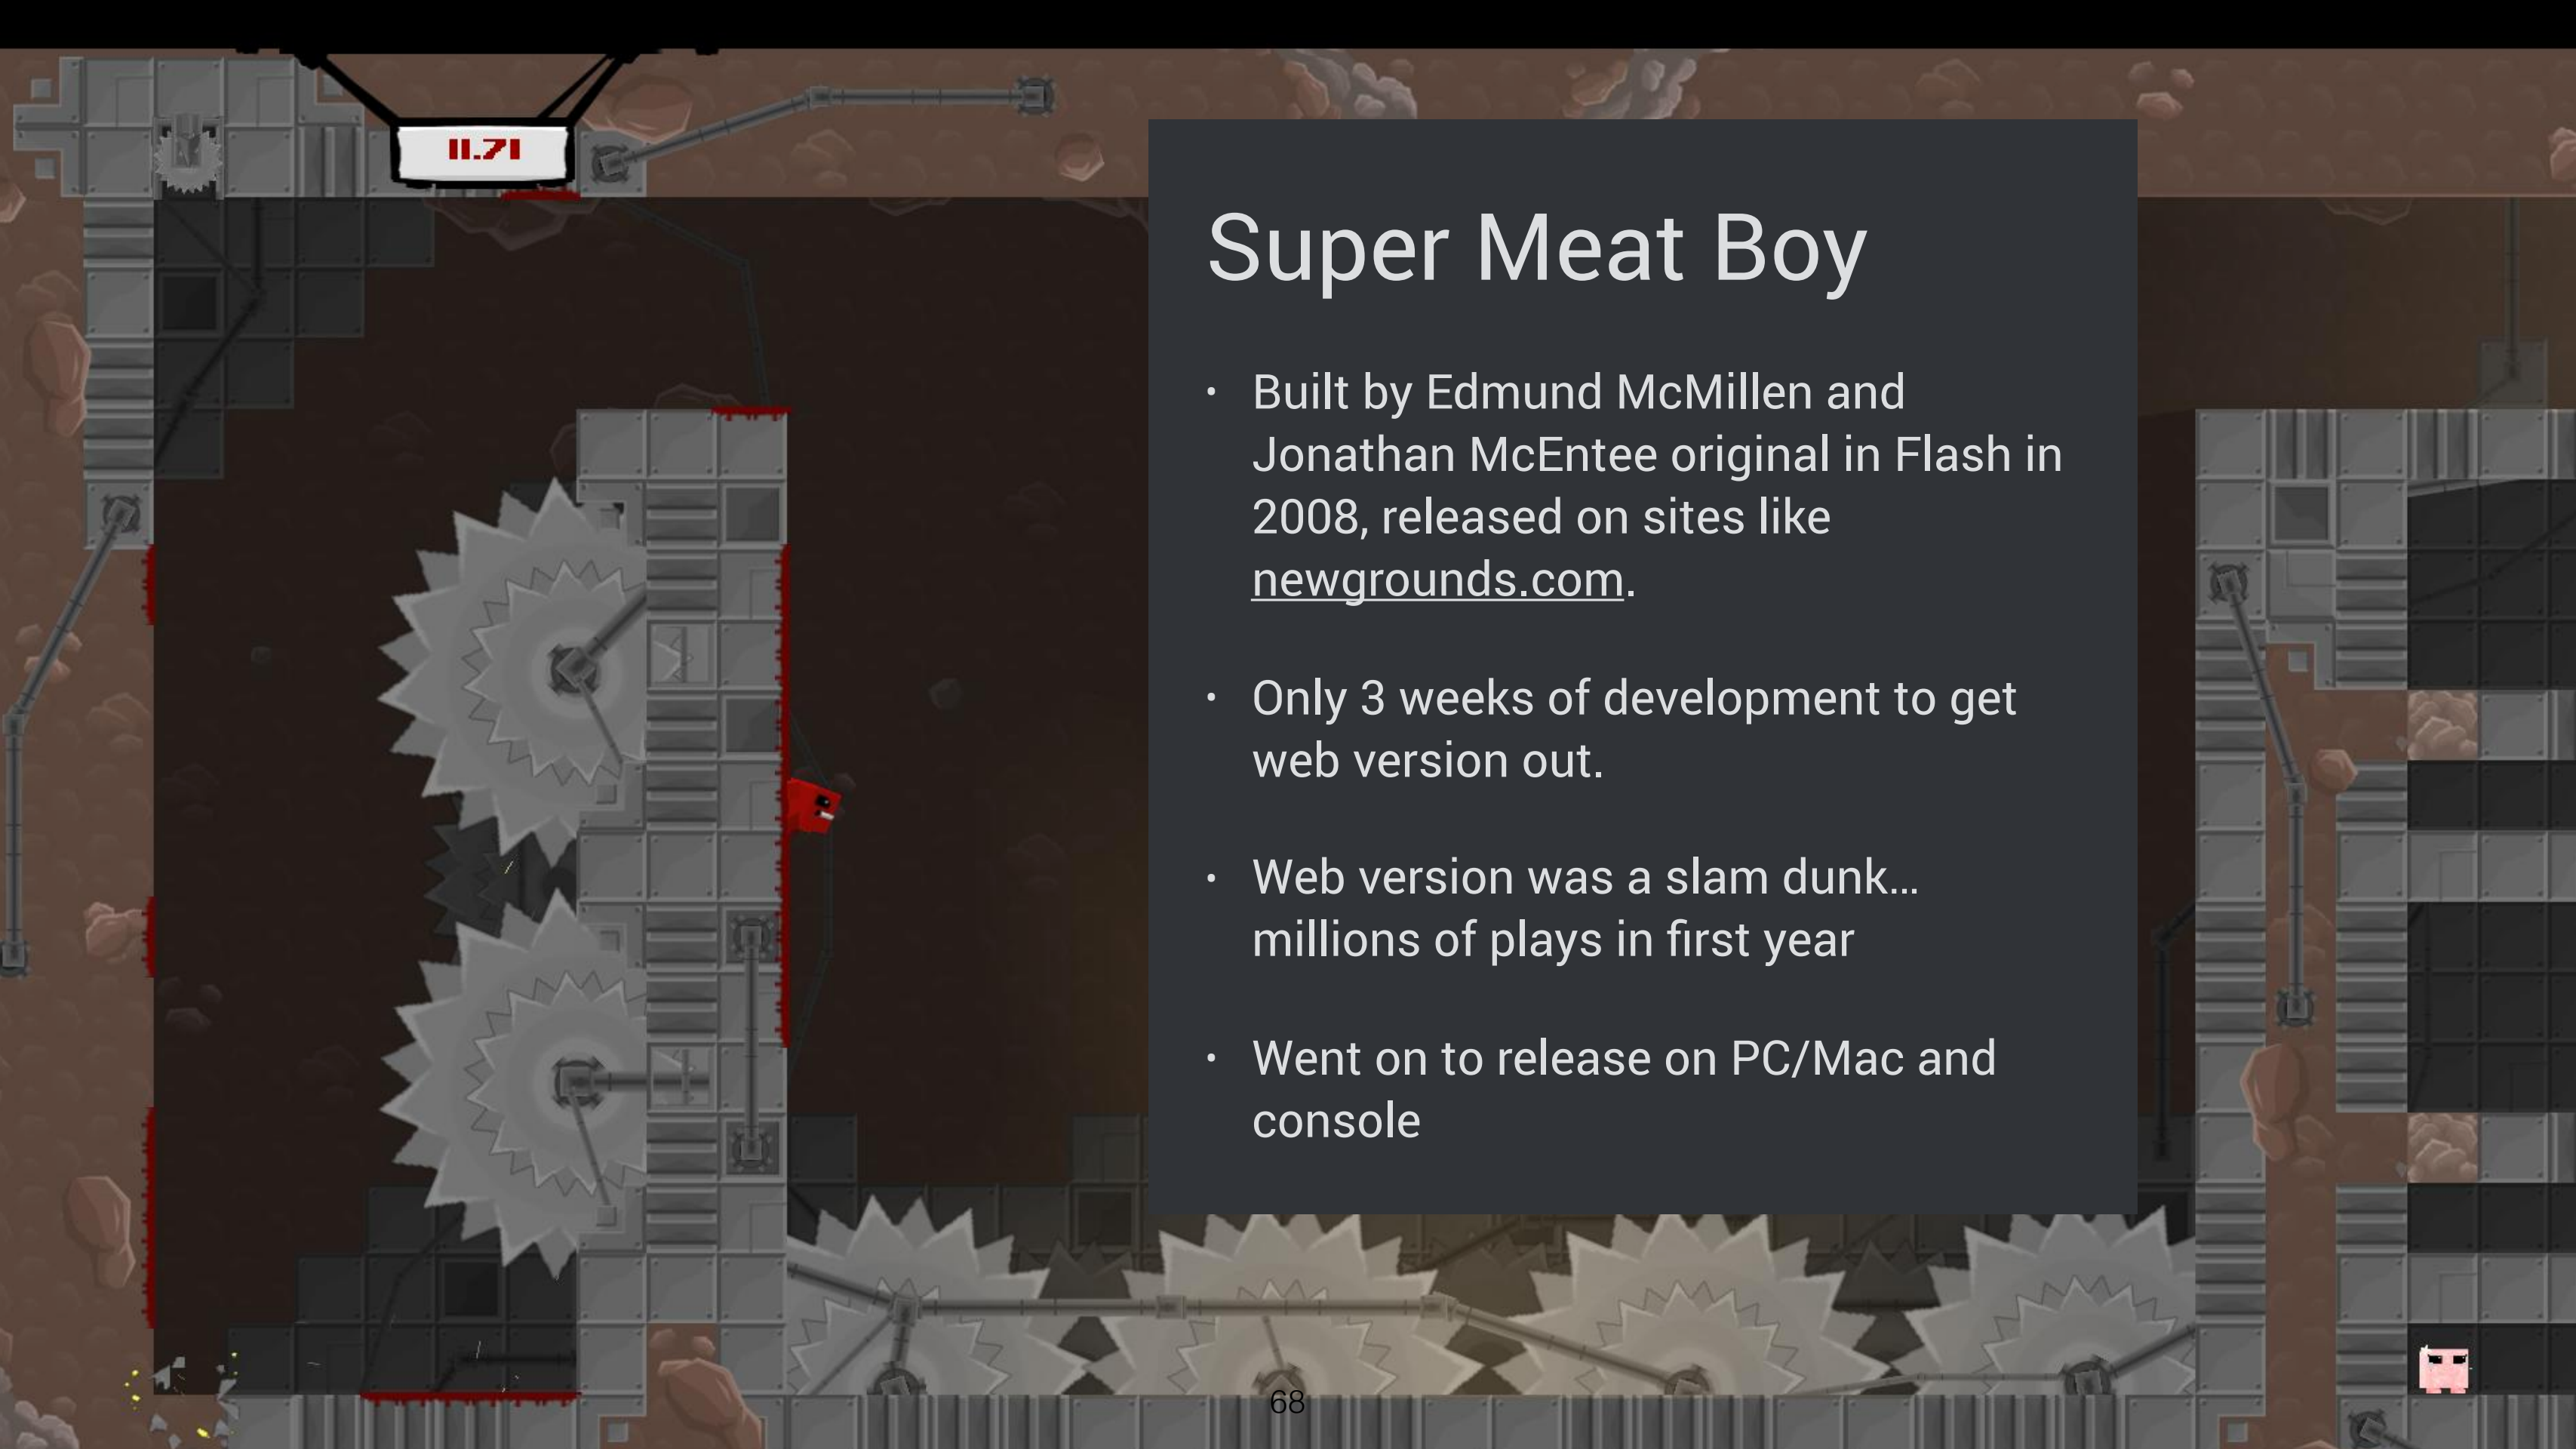 11.71
Super Meat Boy
• Built by Edmund McMillen and
Jonathan McEntee original in Flash in
2008, released on sites like
newgrounds.com.
• Only 3 weeks of development to get
web version out.
• Web version was a slam dunk…
millions of plays in first year
• Went on to release on PC/Mac and
console
68